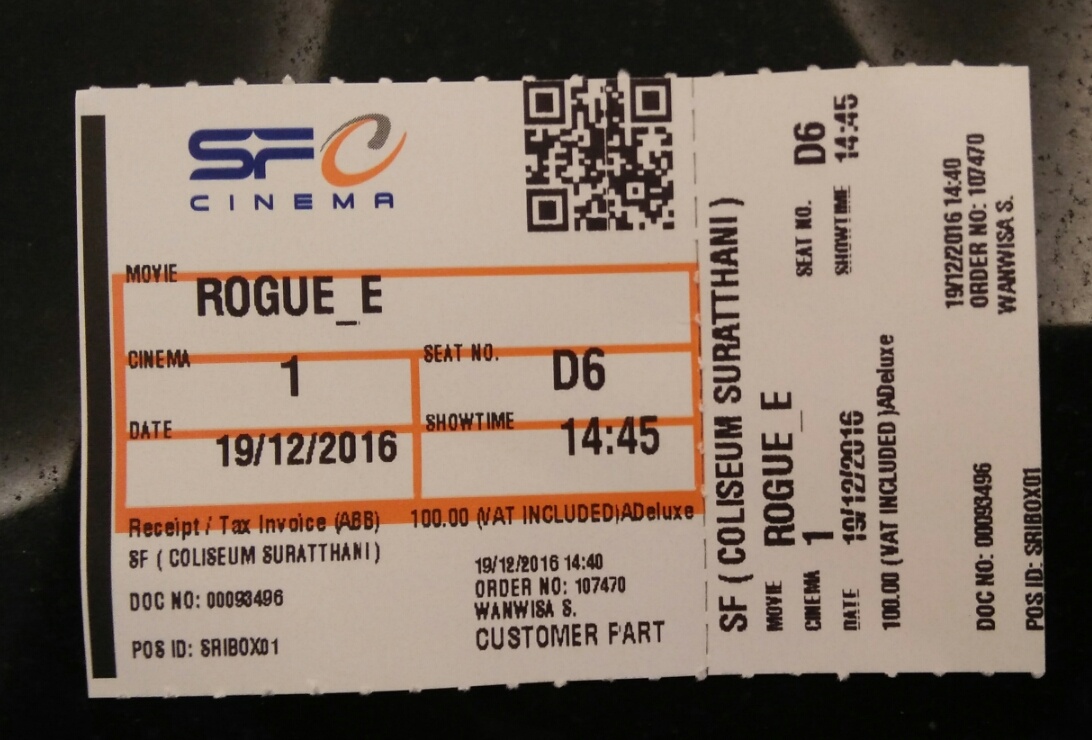 SFC
CINEMA
MOVIE
ROGUE_E
CINEMA
1
SEAT NO.
D6
DATE
19/12/2016
SHOWTIME
14:45
Receipt / Tax Invoice (ABB)
100.00 (VAT INCLUDED)ADeluxe
SF ( COLISEUM SURATTHANI )
19/12/2016 14:40
ORDER NO: 107470
DOC NO: 00093496
WANWISA S.
CUSTOMER PART
POS ID: SRIBOX01
SF ( COLISEUM SURATTHANI )
MOVIE ROGUE_E
SEAT NO. D6
CINEMA 1
DATE 19/12/2016
SHOWTIME 14:45
100.00 (VAT INCLUDED )ADeluxe
19/12/2016 14:40
ORDER NO: 107470
DOC NO: 00093496
WANWISA S.
POS ID: SRIBOX01